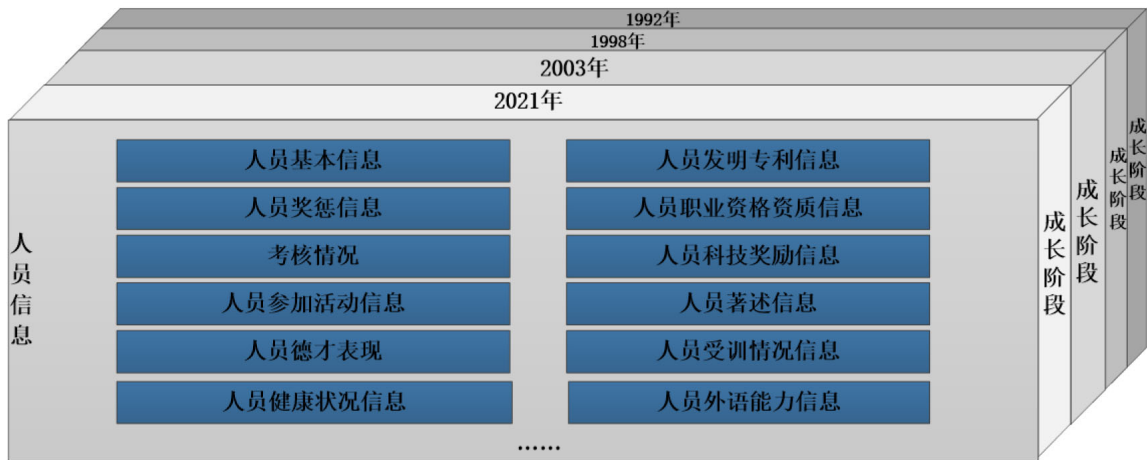 1992年
1998年
2003年
2021年
人员信息
人员基本信息
人员发明专利信息
人员奖惩信息
人员职业资格资质信息
考核情况
人员科技奖励信息
人员参加活动信息
人员著述信息
人员德才表现
人员受训情况信息
人员健康状况信息
人员外语能力信息
……
成长阶段
成长阶段
成长阶段
成长阶段